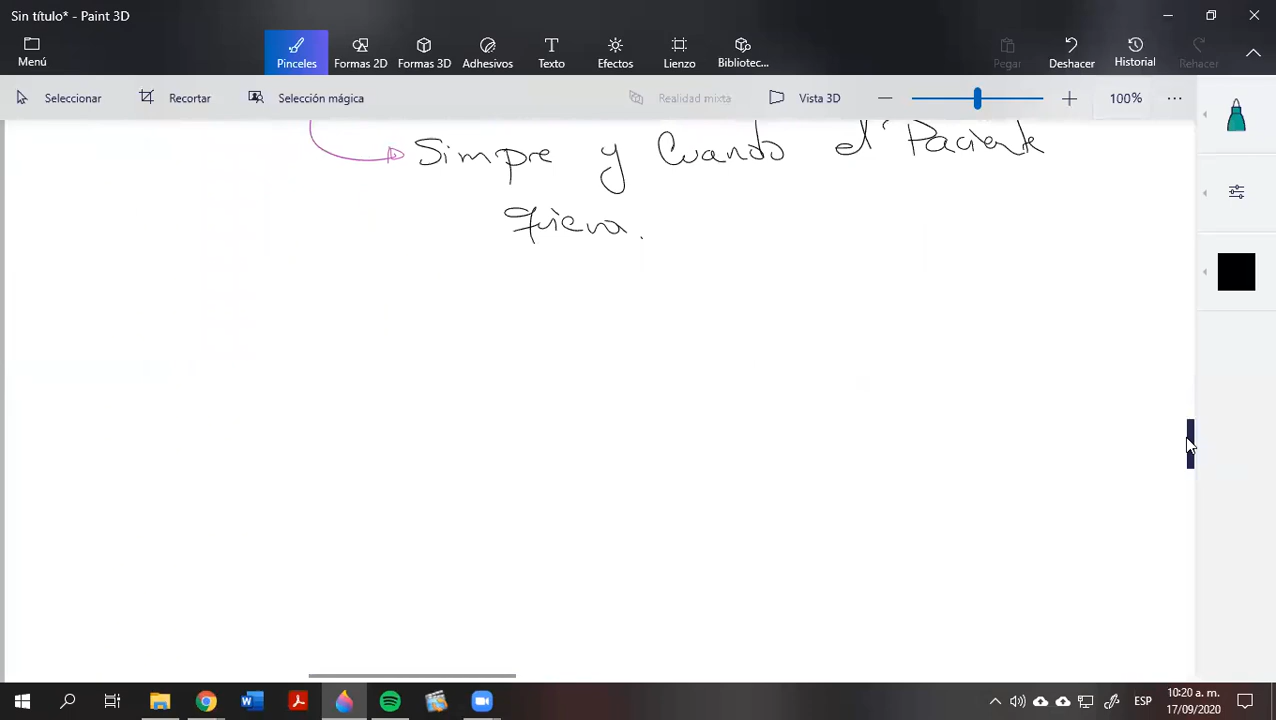 Sin título* - Paint 3D
Menú
Pinceles
Formas 2D
Formas 3D
Adhesivos
Texto
Efectos
Lienzo
Bibliotec...
Pegar
Deshacer
Historial
Rehacer
Seleccionar
Recortar
Selección mágica
Realidad mixta
Vista 3D
100%
Simpre y Cuando el Paciente
quiera.
ESP
10:20 a. m.
17/09/2020